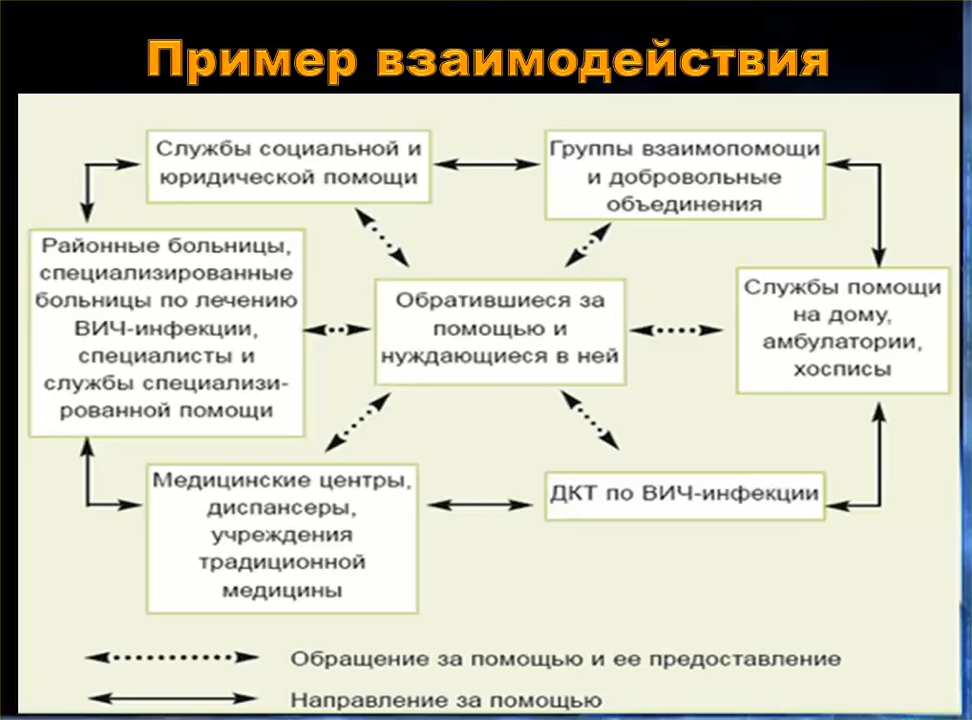 Пример взаимодействия
Службы социальной и
юридической помощи
Группы взаимопомощи
и добровольные
объединения
Районные больницы,
специализированные
больницы по лечению
ВИЧ-инфекции,
специалисты и
службы специализи-
рованной помощи
Обратившиеся за
помощью и
нуждающиеся в ней
Службы помощи
на дому,
амбулатории,
хосписы
Медицинские центры,
диспансеры,
учреждения
традиционной
медицины
ДКТ по ВИЧ-инфекции
Обращение за помощью и ее предоставление
Направление за помощью